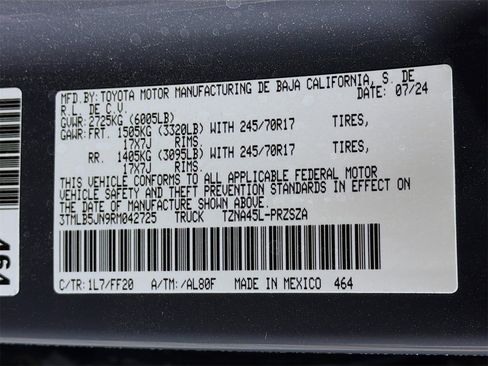 MFD.BY:TOYOTA MOTOR MANUFACTURING DE BAJA CALIFORNIA, S. DE
R.L. DE C.V. DATE: 07/24
GVWR: 2725KG (6005LB)
GAWR: FRT. 1505KG (3320LB) WITH 245/70R17 TIRES,
17X7J RIMS.
RR. 1405KG (3095LB) WITH 245/70R17 TIRES,
17X7J RIMS.
THIS VEHICLE CONFORMS TO ALL APPLICABLE FEDERAL MOTOR
VEHICLE SAFETY AND THEFT PREVENTION STANDARDS IN EFFECT ON
THE DATE OF MANUFACTURE SHOWN ABOVE.
3TMLB5JN9RM042725 TRUCK TZNA45L-PRZSZA
C/TR:1L7/FF20 A/TM:/AL80F MADE IN MEXICO 464
464